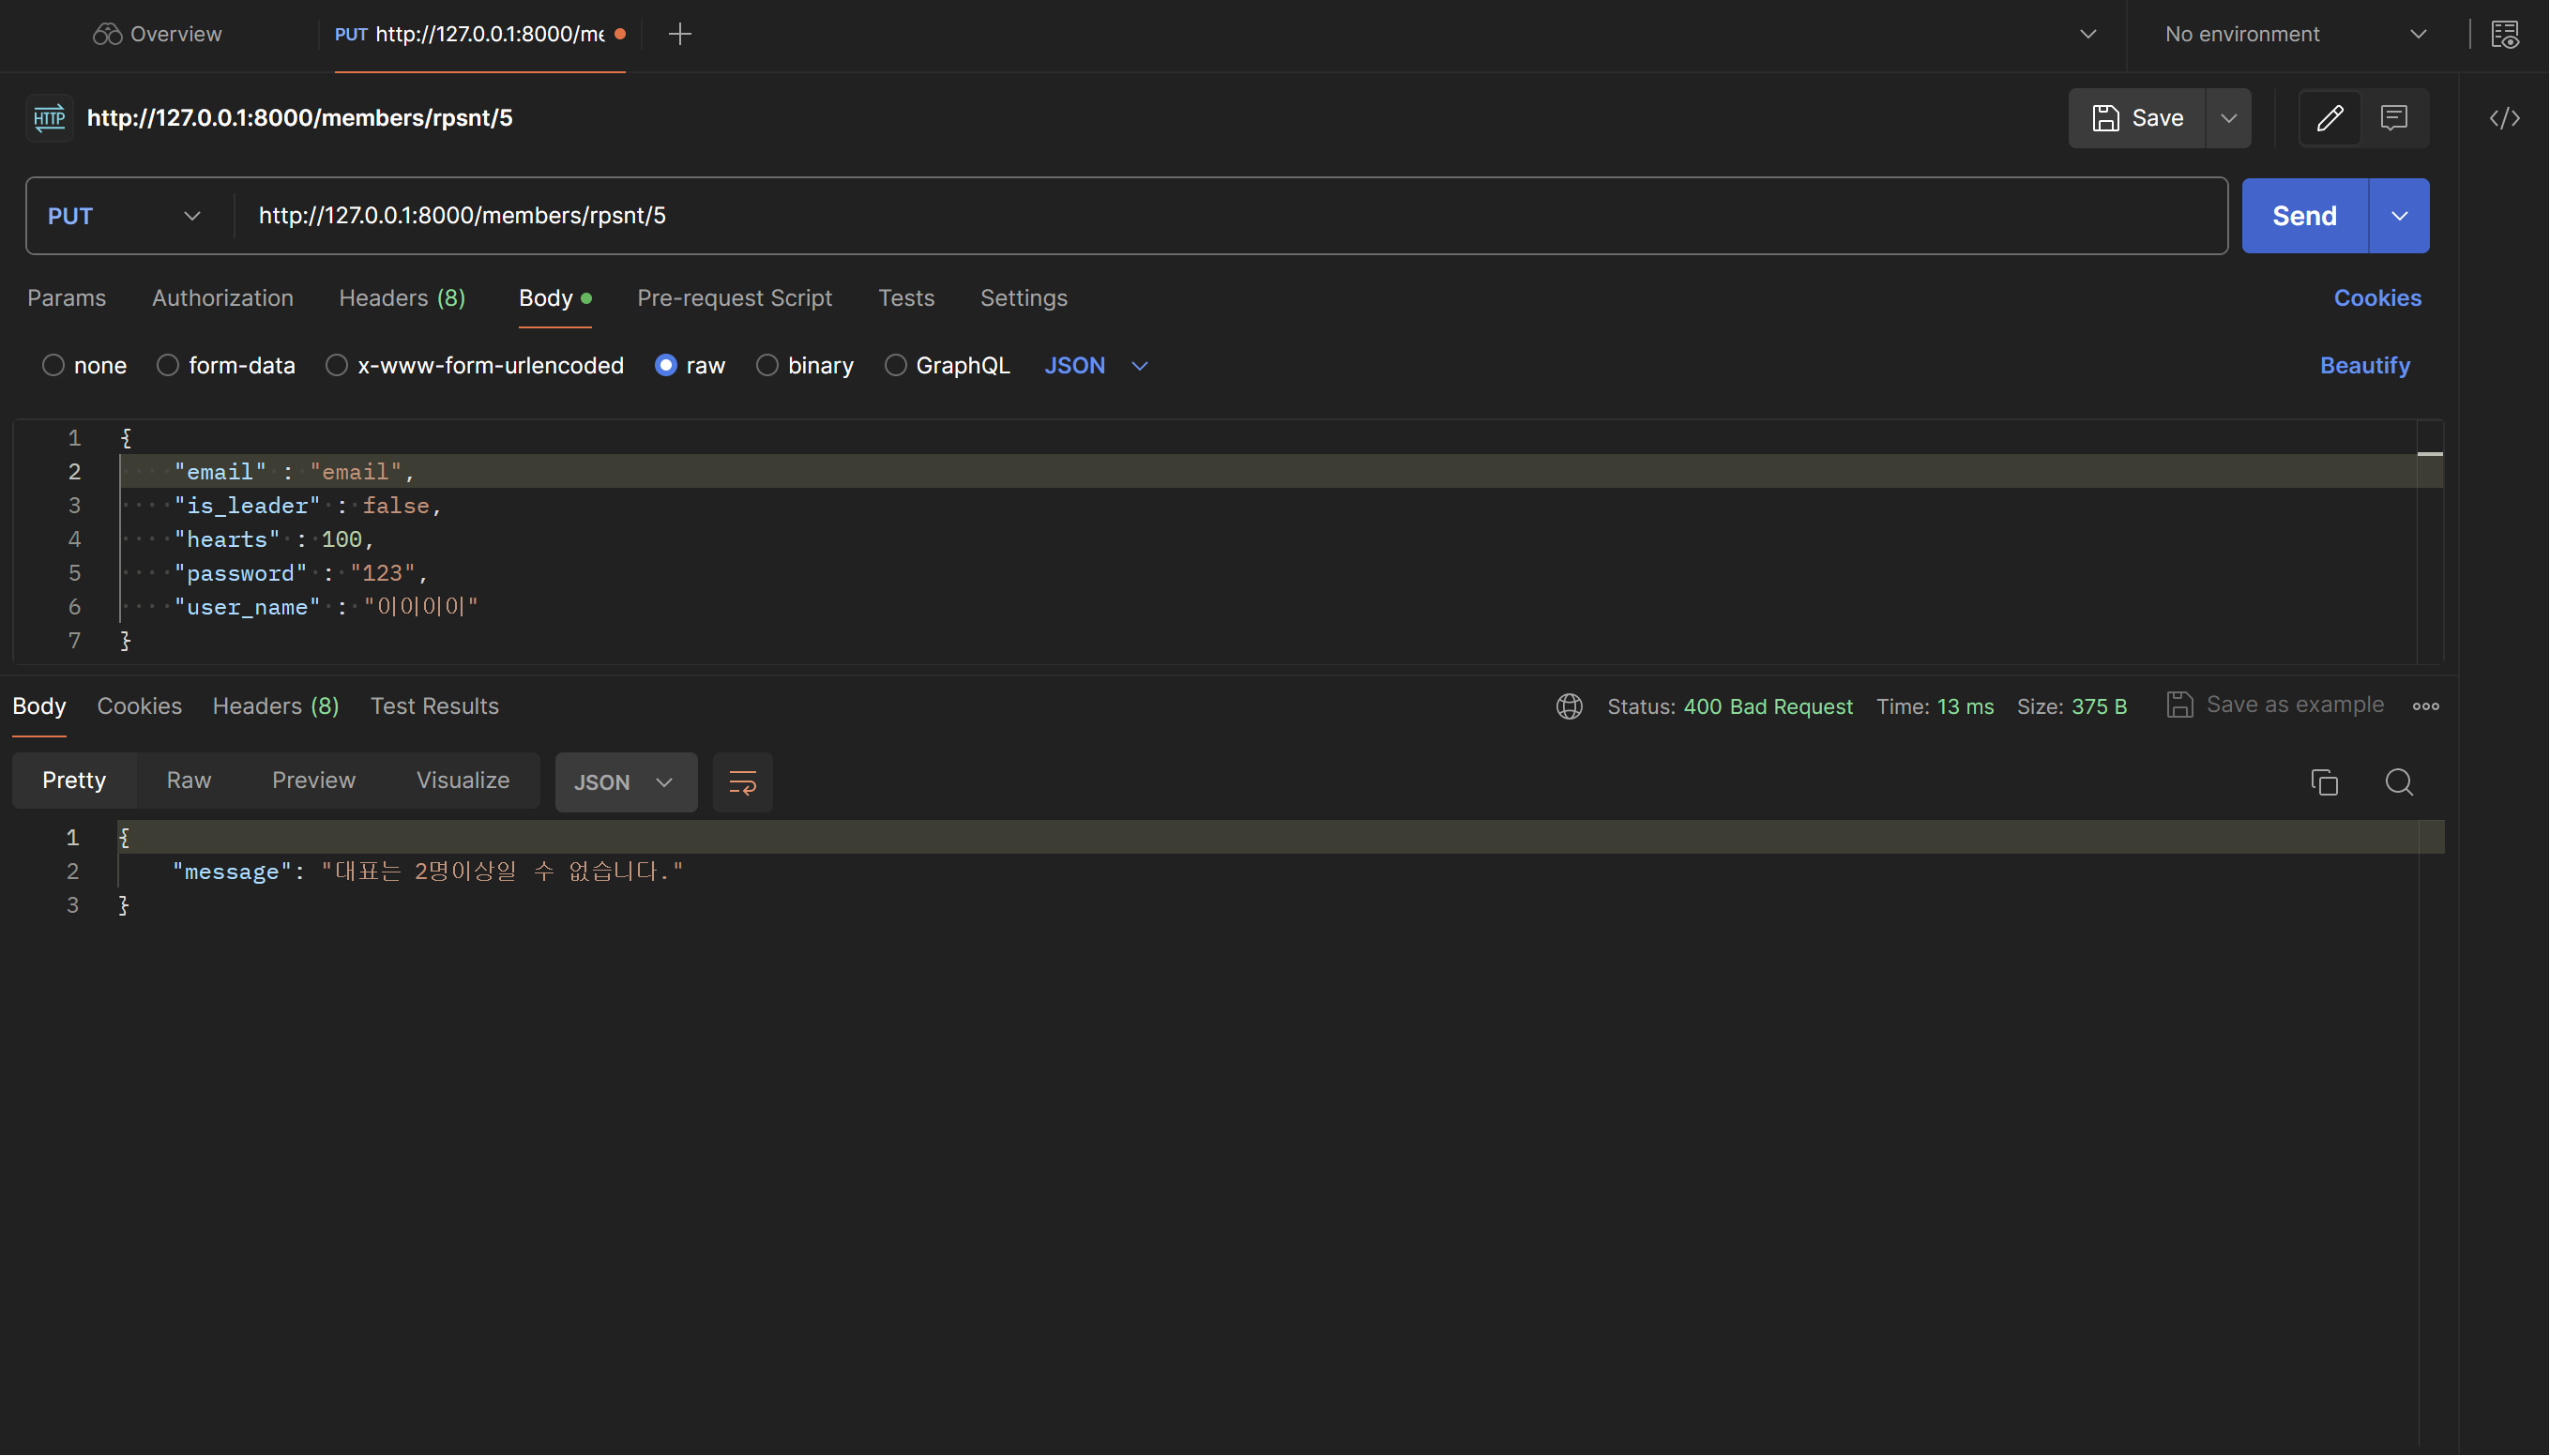 Overview
PUT http://127.0.0.1:8000/me
No environment
HTTP http://127.0.0.1:8000/members/rpsnt/5
Save
PUT http://127.0.0.1:8000/members/rpsnt/5 Send
Params Authorization Headers (8) Body Pre-request Script Tests Settings Cookies
none form-data x-www-form-urlencoded raw binary GraphQL JSON Beautify
1 {
2 "email" : "email",
3 "is_leader" : false,
4 "hearts" : 100,
5 "password" : "123",
6 "user_name" : "이이이이"
7 }
Body Cookies Headers (8) Test Results Status: 400 Bad Request Time: 13 ms Size: 375 B Save as example
Pretty Raw Preview Visualize JSON
1 {
2 "message": "대표는 2명이상일 수 없습니다."
3 }